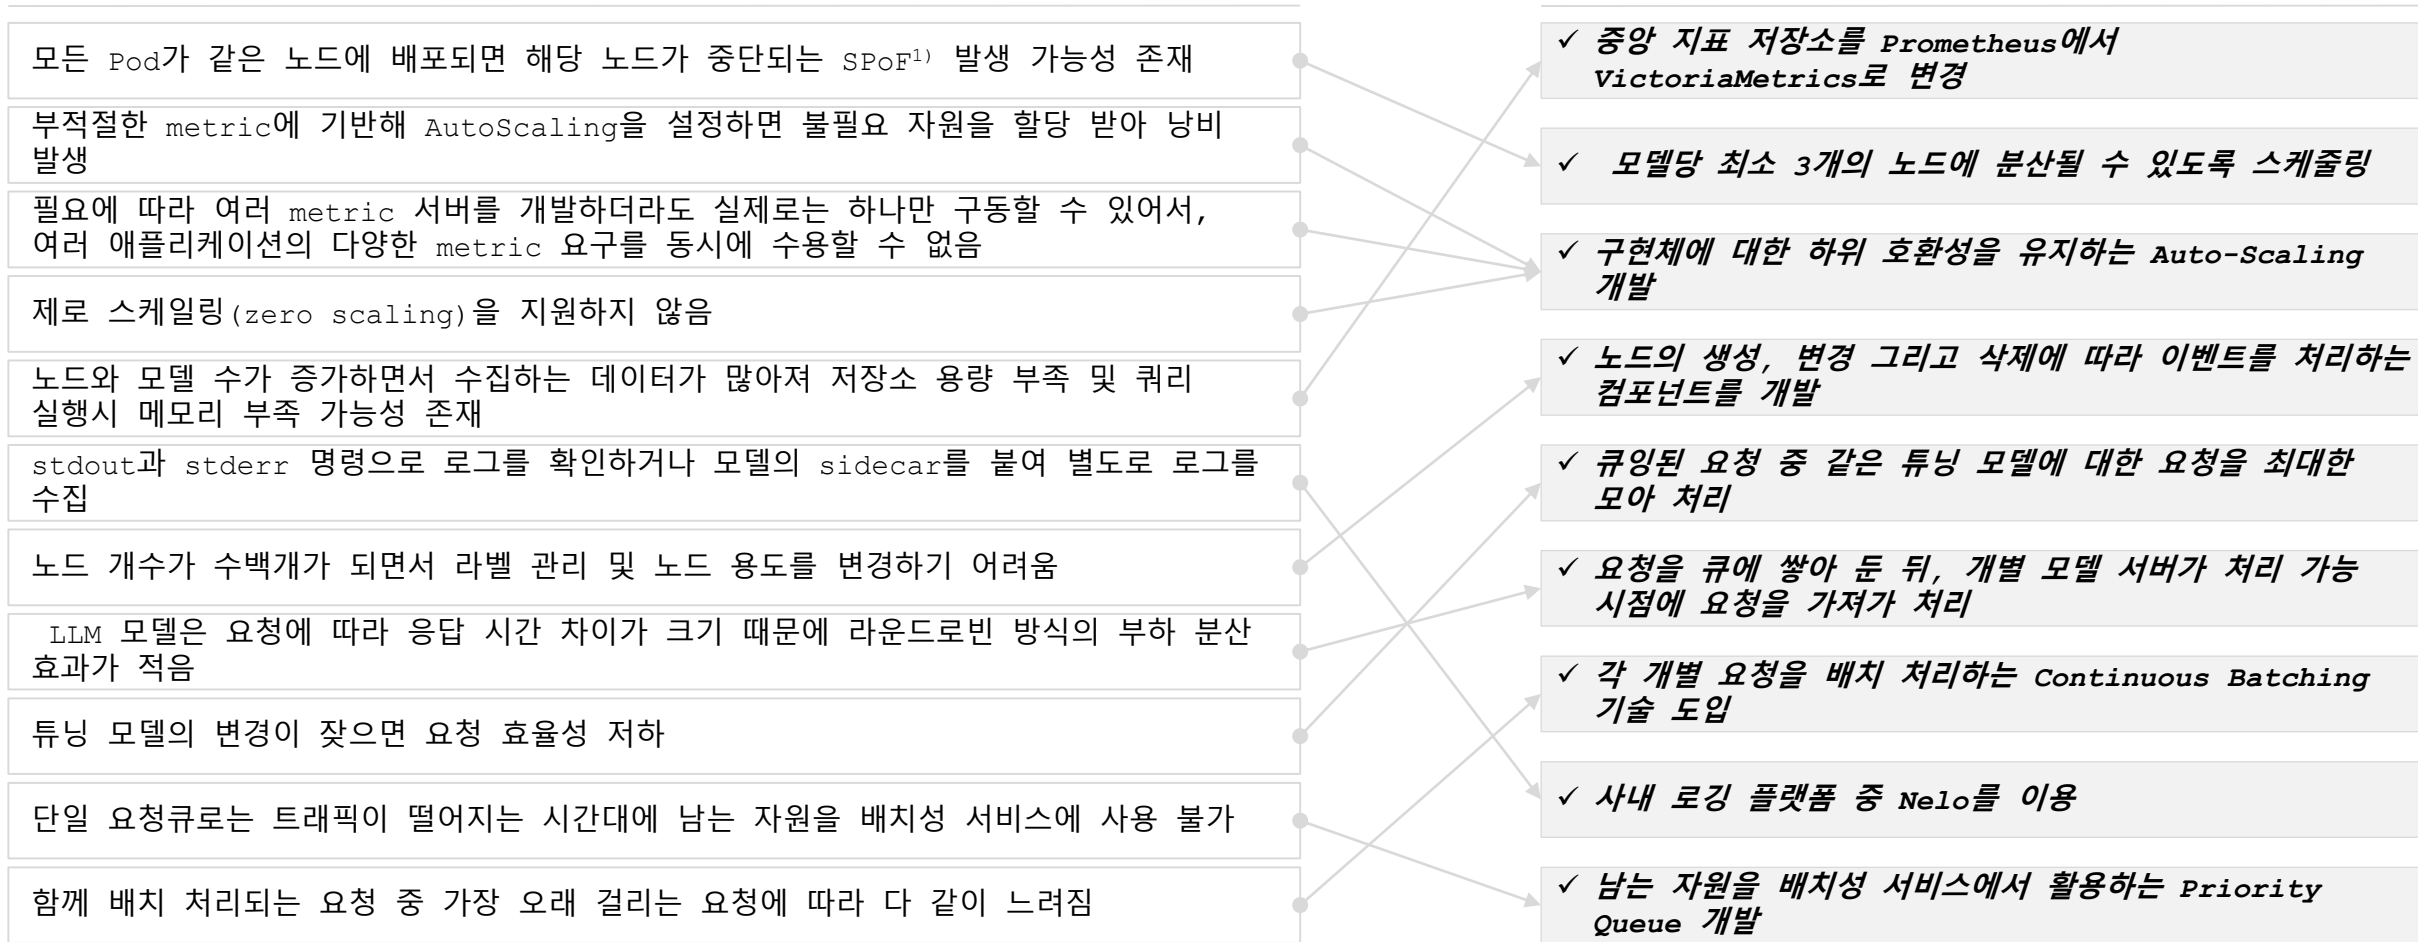 모든 Pod가 같은 노드에 배포되면 해당 노드가 중단되는 SPoF1) 발생 가능성 존재
부적절한 metric에 기반해 AutoScaling을 설정하면 불필요 자원을 할당 받아 낭비
발생
필요에 따라 여러 metric 서버를 개발하더라도 실제로는 하나만 구동할 수 있어서,
여러 애플리케이션의 다양한 metric 요구를 동시에 수용할 수 없음
제로 스케일링(zero scaling)을 지원하지 않음
노드와 모델 수가 증가하면서 수집하는 데이터가 많아져 저장소 용량 부족 및 쿼리
실행시 메모리 부족 가능성 존재
stdout과 stderr 명령으로 로그를 확인하거나 모델의 sidecar를 붙여 별도로 로그를
수집
노드 개수가 수백개가 되면서 라벨 관리 및 노드 용도를 변경하기 어려움
LLM 모델은 요청에 따라 응답 시간 차이가 크기 때문에 라운드로빈 방식의 부하 분산
효과가 적음
튜닝 모델의 변경이 잦으면 요청 효율성 저하
단일 요청큐로는 트래픽이 떨어지는 시간대에 남는 자원을 배치성 서비스에 사용 불가
함께 배치 처리되는 요청 중 가장 오래 걸리는 요청에 따라 다 같이 느려짐
✓ 중앙 지표 저장소를 Prometheus에서
VictoriaMetrics로 변경
✓ 모델당 최소 3개의 노드에 분산될 수 있도록 스케줄링
✓ 구현체에 대한 하위 호환성을 유지하는 Auto-Scaling
개발
✓ 노드의 생성, 변경 그리고 삭제에 따라 이벤트를 처리하는
컴포넌트를 개발
✓ 큐잉된 요청 중 같은 튜닝 모델에 대한 요청을 최대한
모아 처리
✓ 요청을 큐에 쌓아 둔 뒤, 개별 모델 서버가 처리 가능
시점에 요청을 가져가 처리
✓ 각 개별 요청을 배치 처리하는 Continuous Batching
기술 도입
✓ 사내 로깅 플랫폼 중 Nelo를 이용
✓ 남는 자원을 배치성 서비스에서 활용하는 Priority
Queue 개발